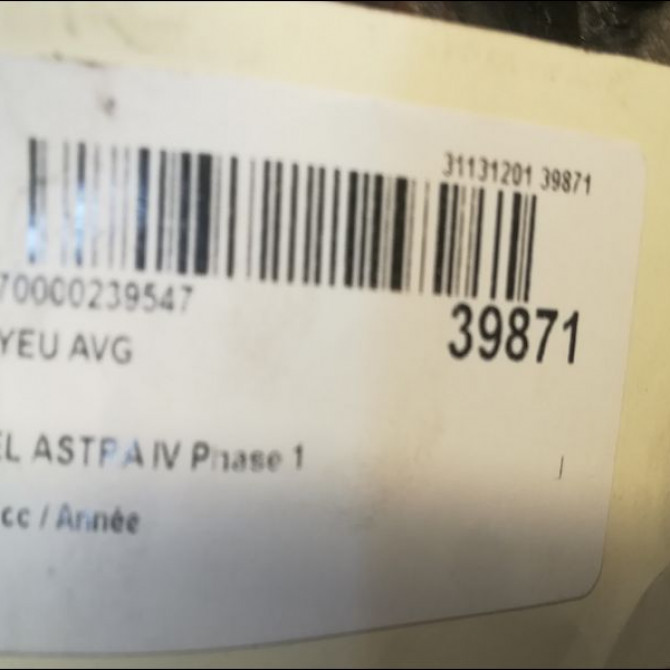 31131201 39871
70000239547
39871
YEU AVG
EL ASTRA IV Phase 1
cc / Année